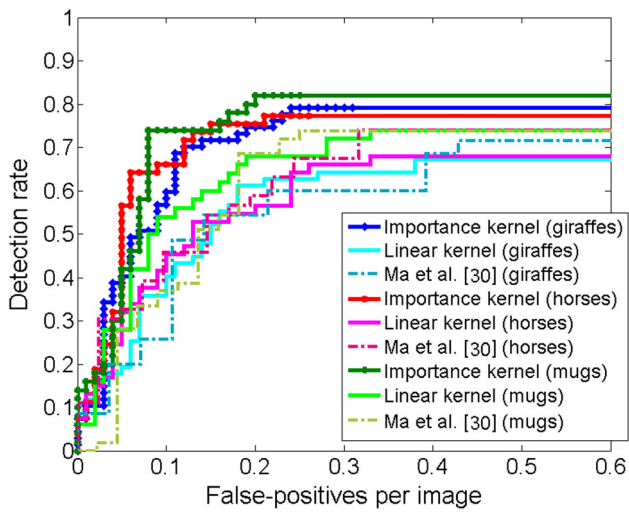 1
0.9
0.8
0.7
0.6
0.5
0.4
0.3
0.2
0.1
0
Detection rate
Importance kernel (giraffes)
Linear kernel (giraffes)
Ma et al. [30] (giraffes)
Importance kernel (horses)
Linear kernel (horses)
Ma et al. [30] (horses)
Importance kernel (mugs)
Linear kernel (mugs)
Ma et al. [30] (mugs)
0 0.1 0.2 0.3 0.4 0.5 0.6
False-positives per image